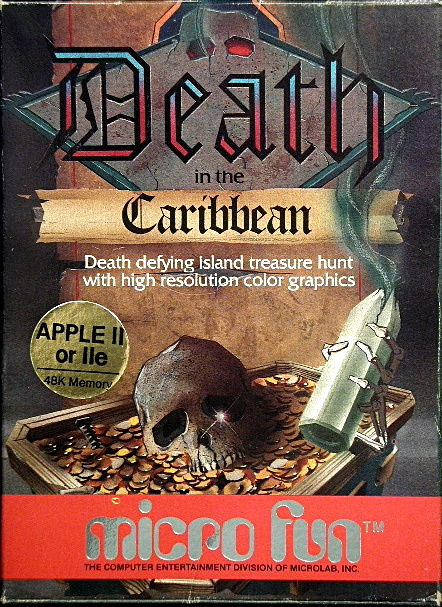 Death
in the
Caribbean
Death defying island treasure hunt
with high resolution color graphics
APPLE II
or IIe
48K Memory
micro fun™
THE COMPUTER ENTERTAINMENT DIVISION OF MICROLAB, INC.